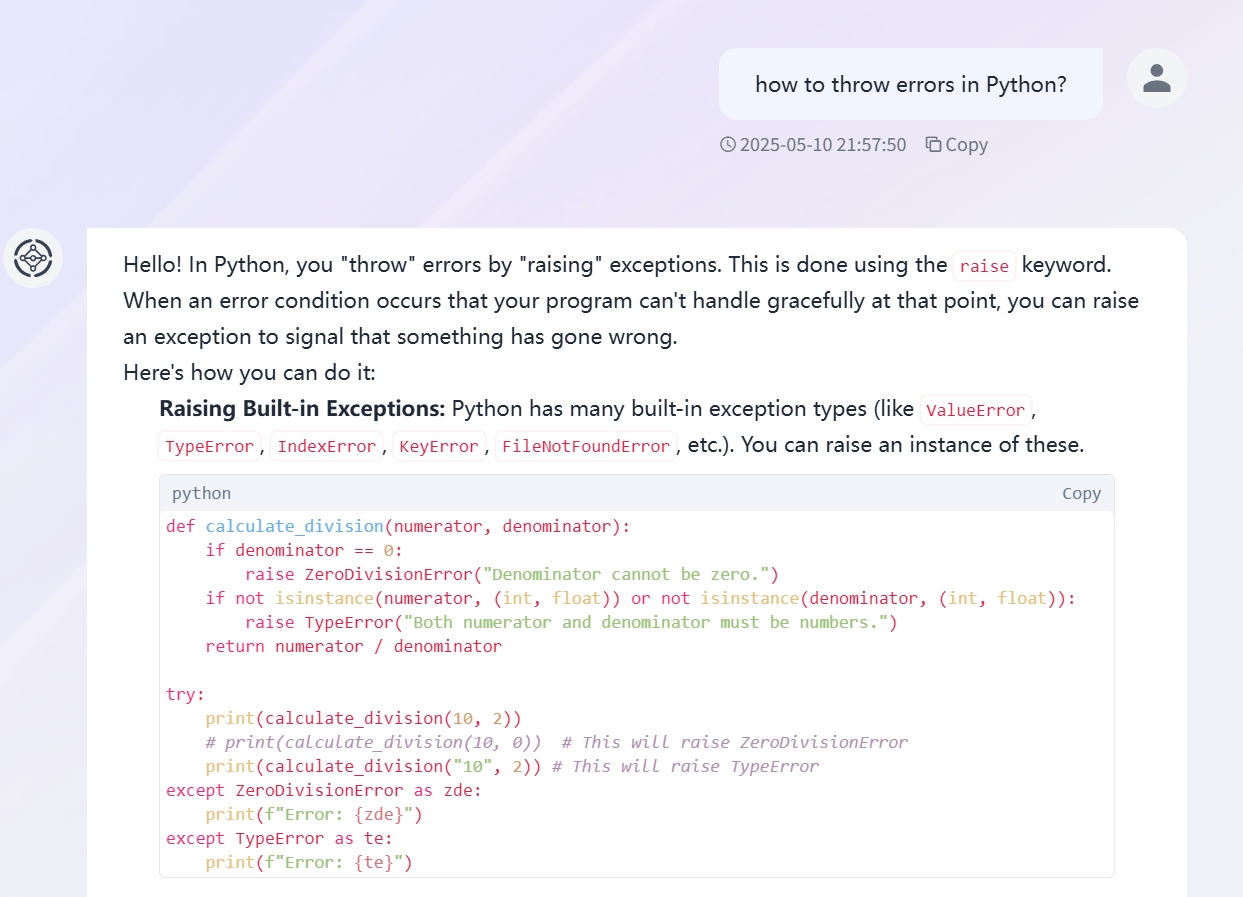 how to throw errors in Python?
2025-05-10 21:57:50 Copy
Hello! In Python, you "throw" errors by "raising" exceptions. This is done using the raise keyword.
When an error condition occurs that your program can't handle gracefully at that point, you can raise
an exception to signal that something has gone wrong.
Here's how you can do it:
Raising Built-in Exceptions: Python has many built-in exception types (like ValueError,
TypeError, IndexError, KeyError, FileNotFoundError, etc.). You can raise an instance of these.
python Copy
def calculate_division(numerator, denominator):
    if denominator == 0:
        raise ZeroDivisionError("Denominator cannot be zero.")
    if not isinstance(numerator, (int, float)) or not isinstance(denominator, (int, float)):
        raise TypeError("Both numerator and denominator must be numbers.")
    return numerator / denominator

try:
    print(calculate_division(10, 2))
    # print(calculate_division(10, 0))  # This will raise ZeroDivisionError
    print(calculate_division("10", 2)) # This will raise TypeError
except ZeroDivisionError as zde:
    print(f"Error: {zde}")
except TypeError as te:
    print(f"Error: {te}")